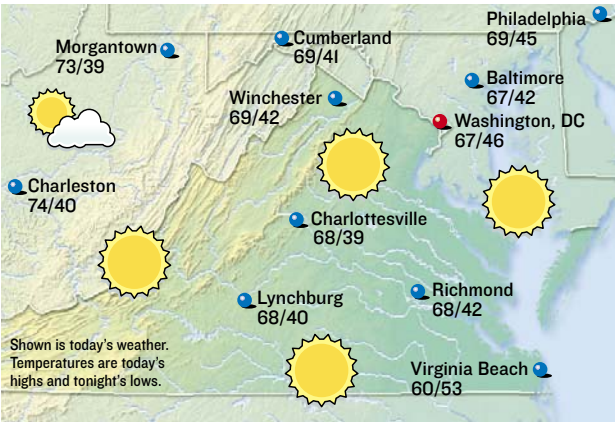 Philadelphia
69/45
Morgantown
73/39
Cumberland
69/41
Baltimore
67/42
Winchester
69/42
Washington, DC
67/46
Charleston
74/40
Charlottesville
68/39
Lynchburg
68/40
Richmond
68/42
Shown is today's weather.
Temperatures are today's
highs and tonight's lows.
Virginia Beach
60/53